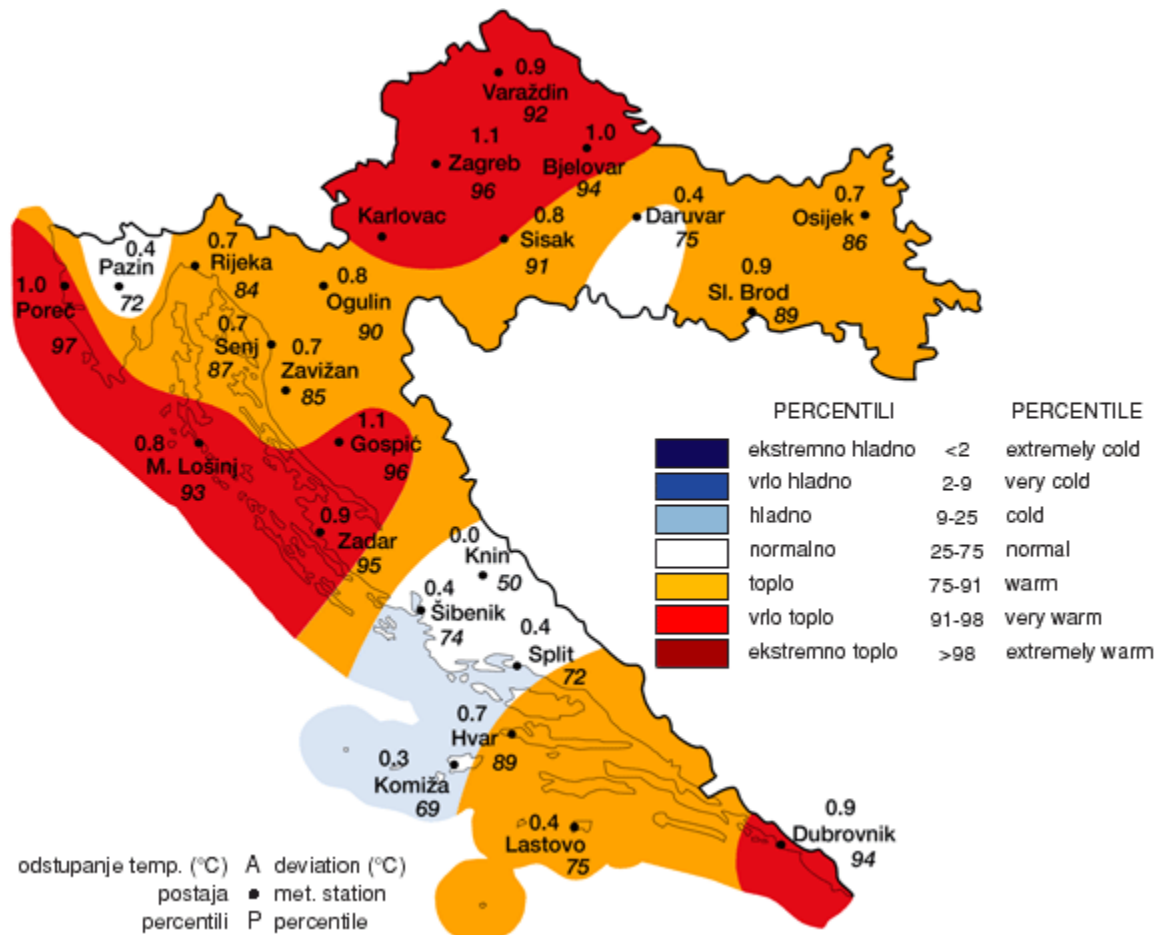 0.9
Varaždin
92
1.1
Zagreb
96
1.0
Bjelovar
94
Karlovac
0.8
Sisak
91
0.4
Daruvar
75
0.7
Osijek
86
0.9
Sl. Brod
89
0.4
Pazin
72
0.7
Rijeka
84
1.0
Poreč
97
0.8
Ogulin
90
0.7
Senj
87
0.7
Zavižan
85
1.1
Gospić
96
0.8
M. Lošinj
93
0.9
Zadar
95
0.0
Knin
50
0.4
Šibenik
74
0.4
Split
72
0.7
Hvar
89
0.3
Komiža
69
0.4
Lastovo
75
0.9
Dubrovnik
94
PERCENTILI PERCENTILE
ekstremno hladno <2 extremely cold
vrlo hladno 2-9 very cold
hladno 9-25 cold
normalno 25-75 normal
toplo 75-91 warm
vrlo toplo 91-98 very warm
ekstremno toplo >98 extremely warm
odstupanje temp. (°C) A deviation (°C)
postaja met. station
percentili P percentile